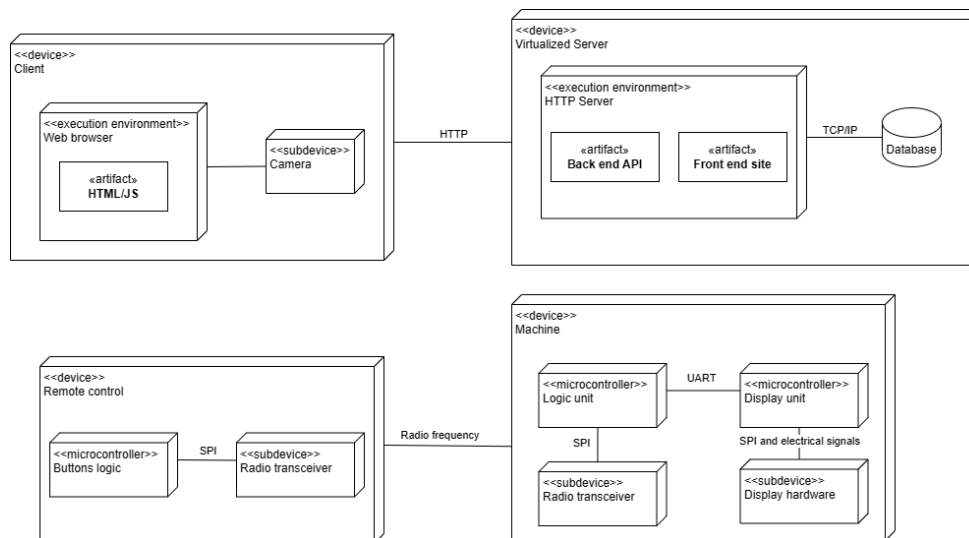 <<device>>
Client
<<execution environment>>
Web browser
«artifact»
HTML/JS
<<subdevice>>
Camera
HTTP
<<device>>
Virtualized Server
<<execution environment>>
HTTP Server
«artifact»
Back end API
«artifact»
Front end site
TCP/IP
Database
<<device>>
Remote control
<<microcontroller>>
Buttons logic
SPI
<<subdevice>>
Radio transceiver
Radio frequency
<<device>>
Machine
<<microcontroller>>
Logic unit
UART
<<microcontroller>>
Display unit
SPI
SPI and electrical signals
<<subdevice>>
Radio transceiver
<<subdevice>>
Display hardware